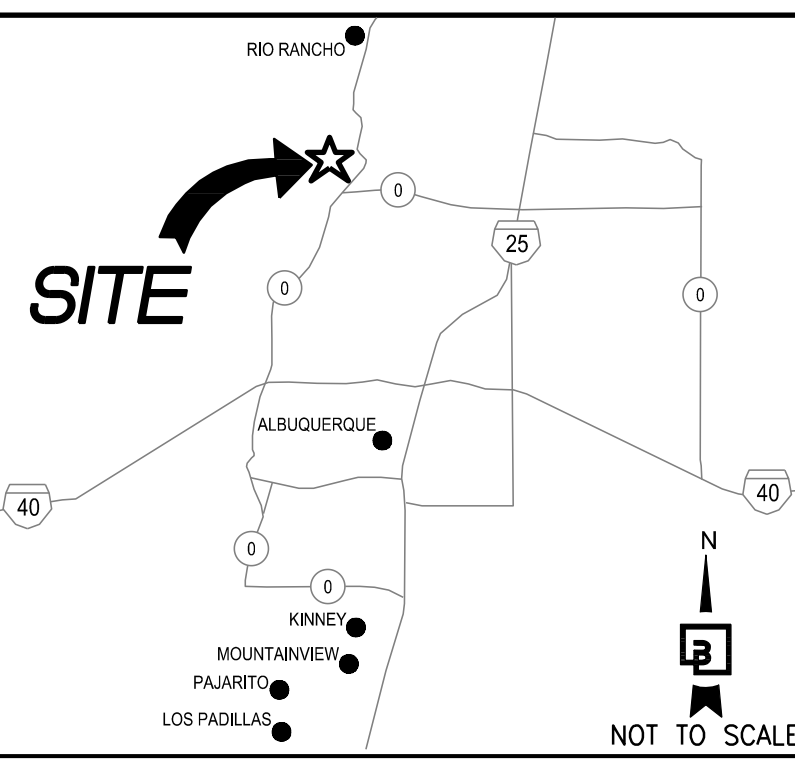 RIO RANCHO
0
25
SITE
0
0
ALBUQUERQUE
40
40
0
N
0
KINNEY
MOUNTAINVIEW
PAJARITO
LOS PADILLAS
NOT TO SCALE